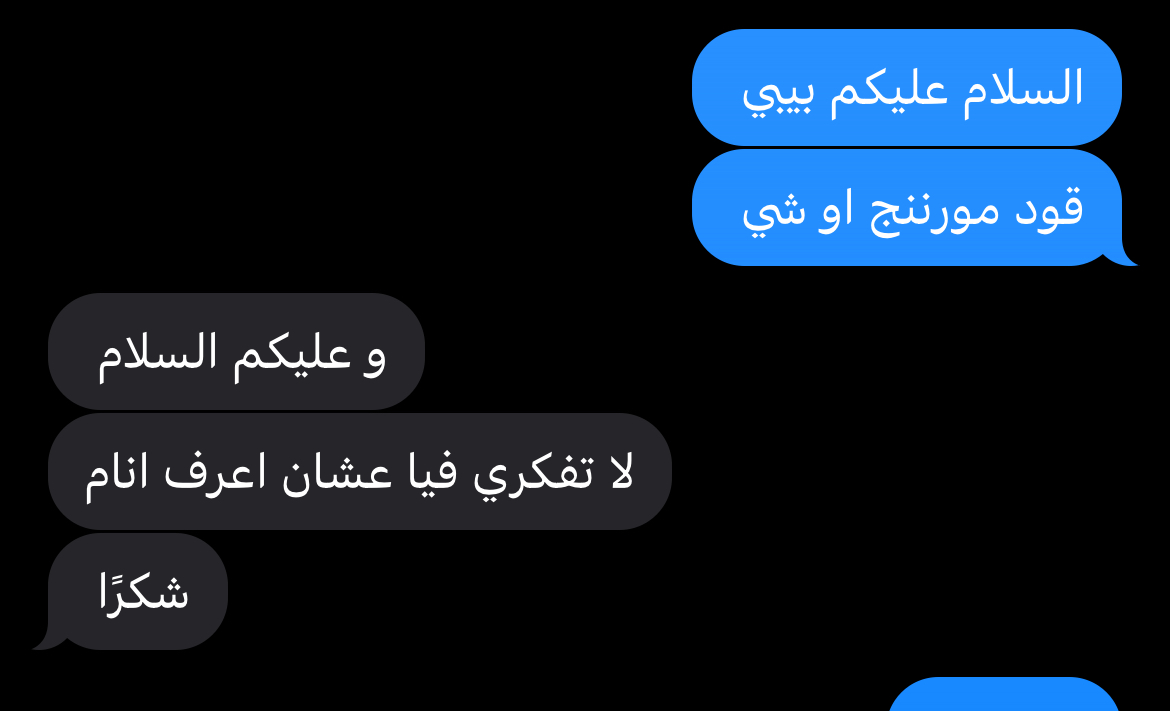 السلام عليكم بيبي
قود مورننج او شي
و عليكم السلام
لا تفكري فيا عشان اعرف انام
شكرًا